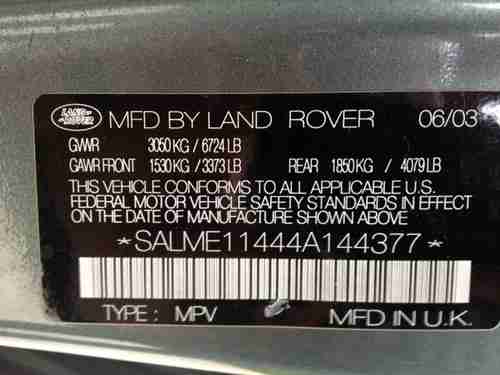 LAND-
ROVER MFD BY LAND ROVER 06/03
GVWR 3050 KG / 6724 LB
GAWR FRONT 1530 KG / 3373 LB REAR 1850 KG / 4079 LB
THIS VEHICLE CONFORMS TO ALL APPLICABLE U.S.
FEDERAL MOTOR VEHICLE SAFETY STANDARDS IN EFFECT
ON THE DATE OF MANUFACTURE SHOWN ABOVE
*SALME11444A144377*
TYPE : MPV MFD IN U.K.